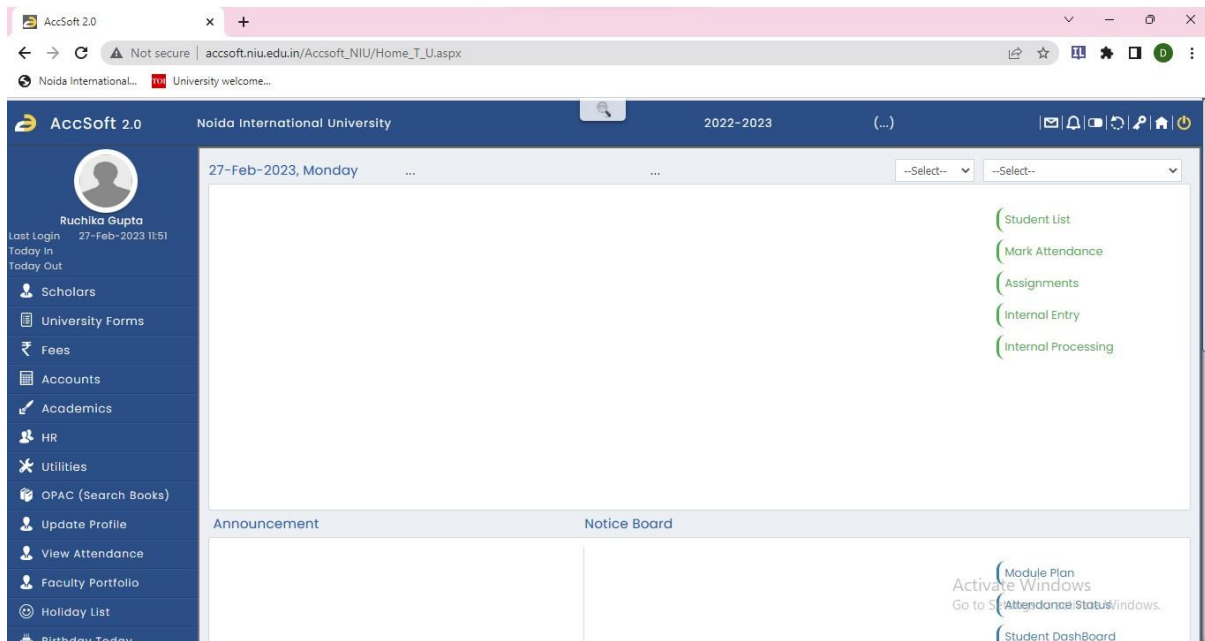 AccSoft 2.0
Not secure | accsoft.niu.edu.in/Accsoft_NIU/Home_T_U.aspx
D
Noida International... TOI University welcome...
AccSoft 2.0 Noida International University 2022-2023 (...)
27-Feb-2023, Monday ... ... --Select-- --Select--
Ruchika Gupta
Last Login 27-Feb-2023 11:51
Today In
Today Out
Scholars
University Forms
Fees
Accounts
Academics
HR
Utilities
OPAC (Search Books)
Update Profile
View Attendance
Faculty Portfolio
Holiday List
Birthday Today
Student List
Mark Attendance
Assignments
Internal Entry
Internal Processing
Announcement Notice Board
Module Plan
Activate Windows
Attendance Status
Student DashBoard